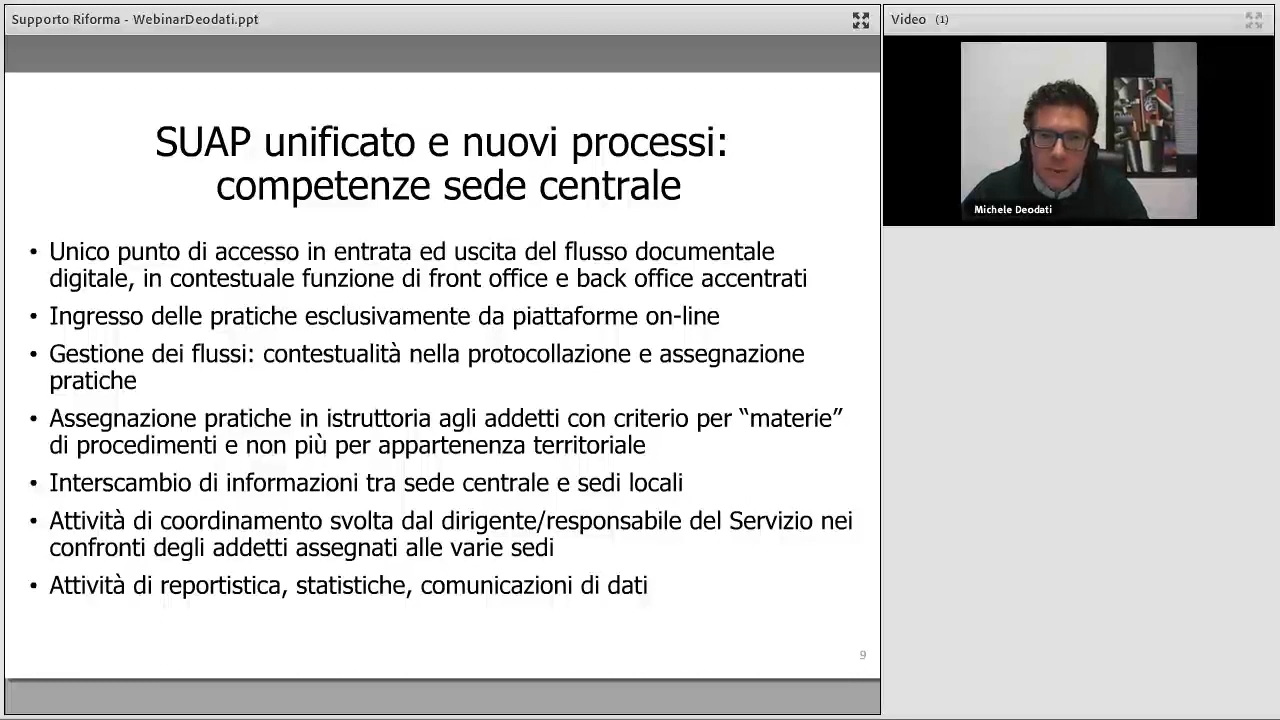 Supporto Riforma - WebinarDeodati.ppt
Video (1)
SUAP unificato e nuovi processi:
competenze sede centrale
• Unico punto di accesso in entrata ed uscita del flusso documentale
digitale, in contestuale funzione di front office e back office accentrati
• Ingresso delle pratiche esclusivamente da piattaforme on-line
• Gestione dei flussi: contestualità nella protocollazione e assegnazione
pratiche
• Assegnazione pratiche in istruttoria agli addetti con criterio per “materie”
di procedimenti e non più per appartenenza territoriale
• Interscambio di informazioni tra sede centrale e sedi locali
• Attività di coordinamento svolta dal dirigente/responsabile del Servizio nei
confronti degli addetti assegnati alle varie sedi
• Attività di reportistica, statistiche, comunicazioni di dati
9
Michele Deodati